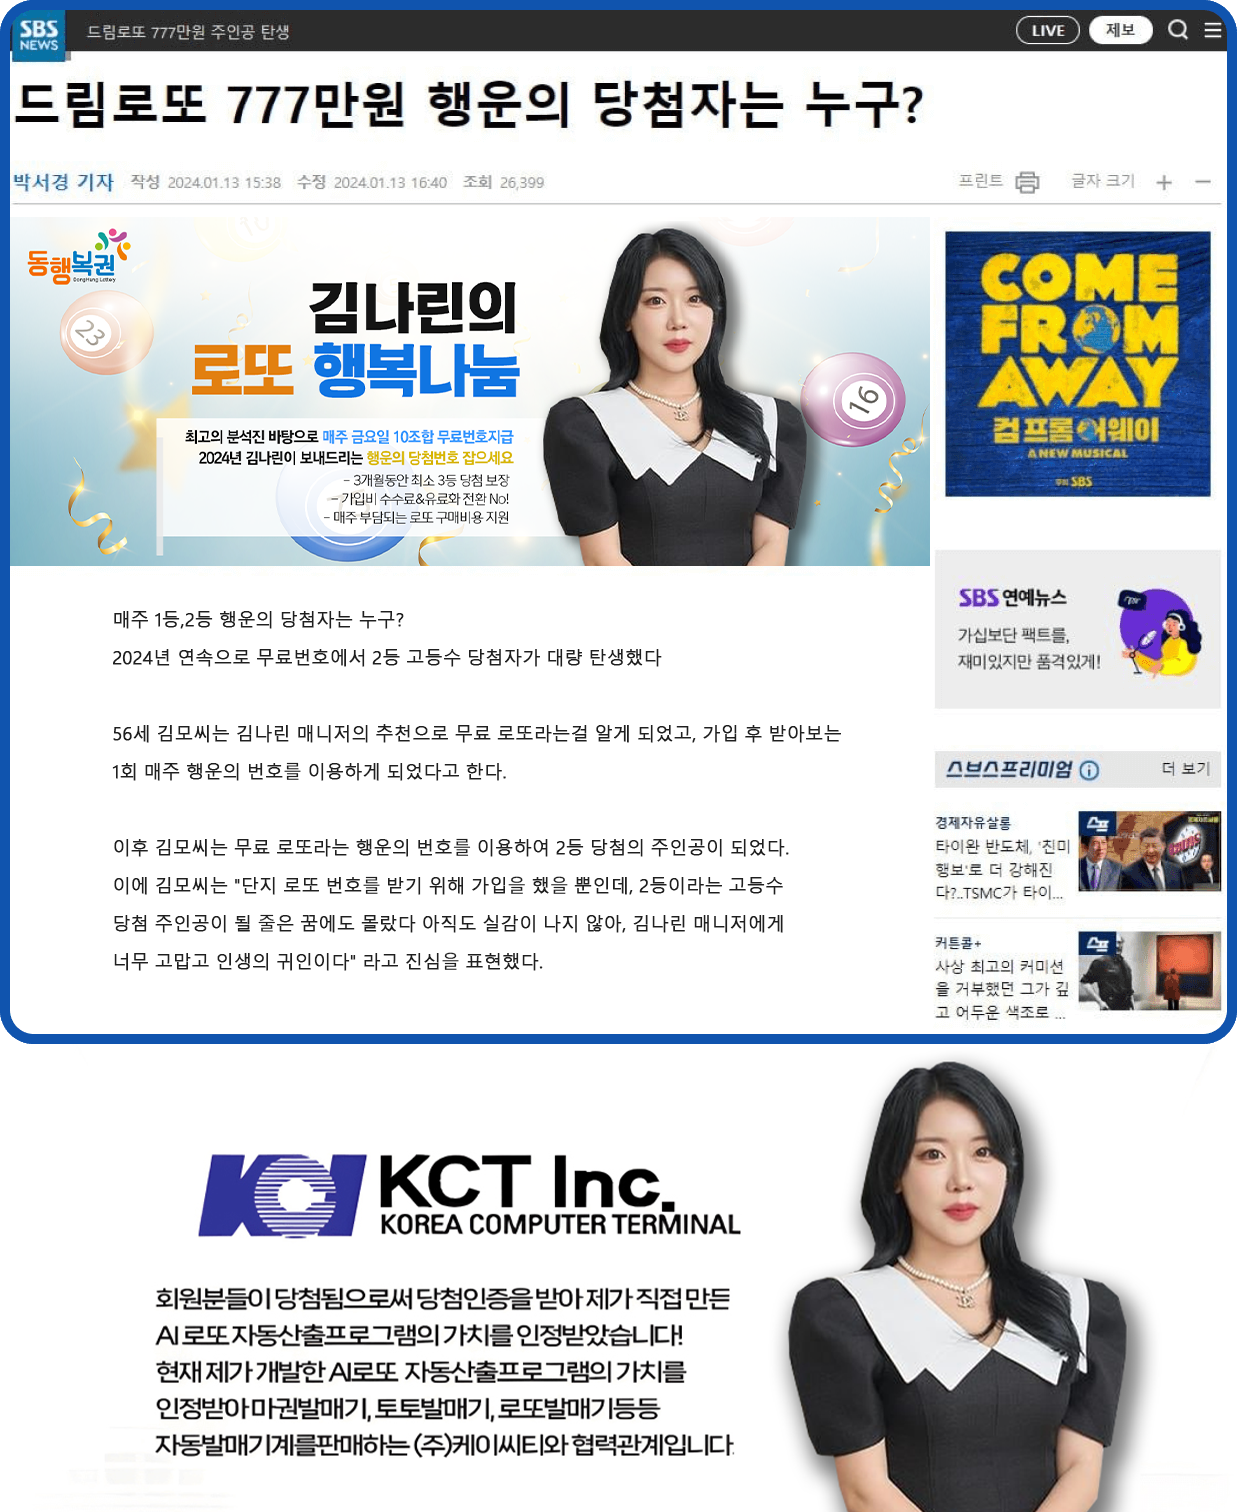 SBS NEWS 드림로또 777만원 주인공 탄생 LIVE 제보
드림로또 777만원 행운의 당첨자는 누구?
박서경 기자 작성 2024.01.13 15:38 수정 2024.01.13 16:40 조회 26,399 프린트 글자 크기 + −
동행복권
DongHang Lottery
23
김나린의
로또 행복나눔
16
최고의 분석진 바탕으로 매주 금요일 10조합 무료번호지급
2024년 김나린이 보내드리는 행운의 당첨번호 잡으세요
- 3개월동안 최소 3등 당첨 보장
- 가입비 수수료&유료화 전환 No!
- 매주 부담되는 로또 구매비용 지원
매주 1등,2등 행운의 당첨자는 누구?
2024년 연속으로 무료번호에서 2등 고등수 당첨자가 대량 탄생했다
56세 김모씨는 김나린 매니저의 추천으로 무료 로또라는걸 알게 되었고, 가입 후 받아보는
1회 매주 행운의 번호를 이용하게 되었다고 한다.
이후 김모씨는 무료 로또라는 행운의 번호를 이용하여 2등 당첨의 주인공이 되었다.
이에 김모씨는 "단지 로또 번호를 받기 위해 가입을 했을 뿐인데, 2등이라는 고등수
당첨 주인공이 될 줄은 꿈에도 몰랐다 아직도 실감이 나지 않아, 김나린 매니저에게
너무 고맙고 인생의 귀인이다" 라고 진심을 표현했다.
COME
FROM
AWAY
컴 프롬 어웨이
A NEW MUSICAL
주최 SBS
SBS 연예뉴스
가십보단 팩트를,
재미있지만 품격있게!
스브스프리미엄 더 보기
경제자유살롱
타이완 반도체, '친미
행보'로 더 강해진
다?..TSMC가 타이...
스프
커튼콜+
사상 최고의 커미션
을 거부했던 그가 깊
고 어두운 색조로 ...
스프
KCT Inc.
KOREA COMPUTER TERMINAL
회원분들이 당첨됨으로써 당첨인증을 받아 제가 직접 만든
AI 로또 자동산출프로그램의 가치를 인정받았습니다!
현재 제가 개발한 AI로또 자동산출프로그램의 가치를
인정받아 마권발매기, 토토발매기, 로또발매기등등
자동발매기계를판매하는 (주)케이씨티와 협력관계입니다.